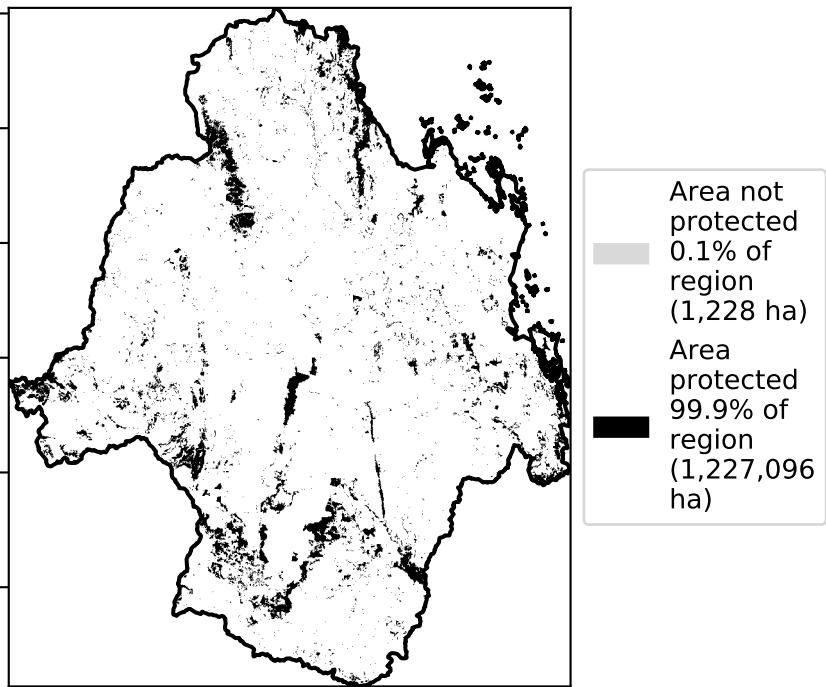 Area not
protected
0.1% of
region
(1,228 ha)
Area
protected
99.9% of
region
(1,227,096
ha)